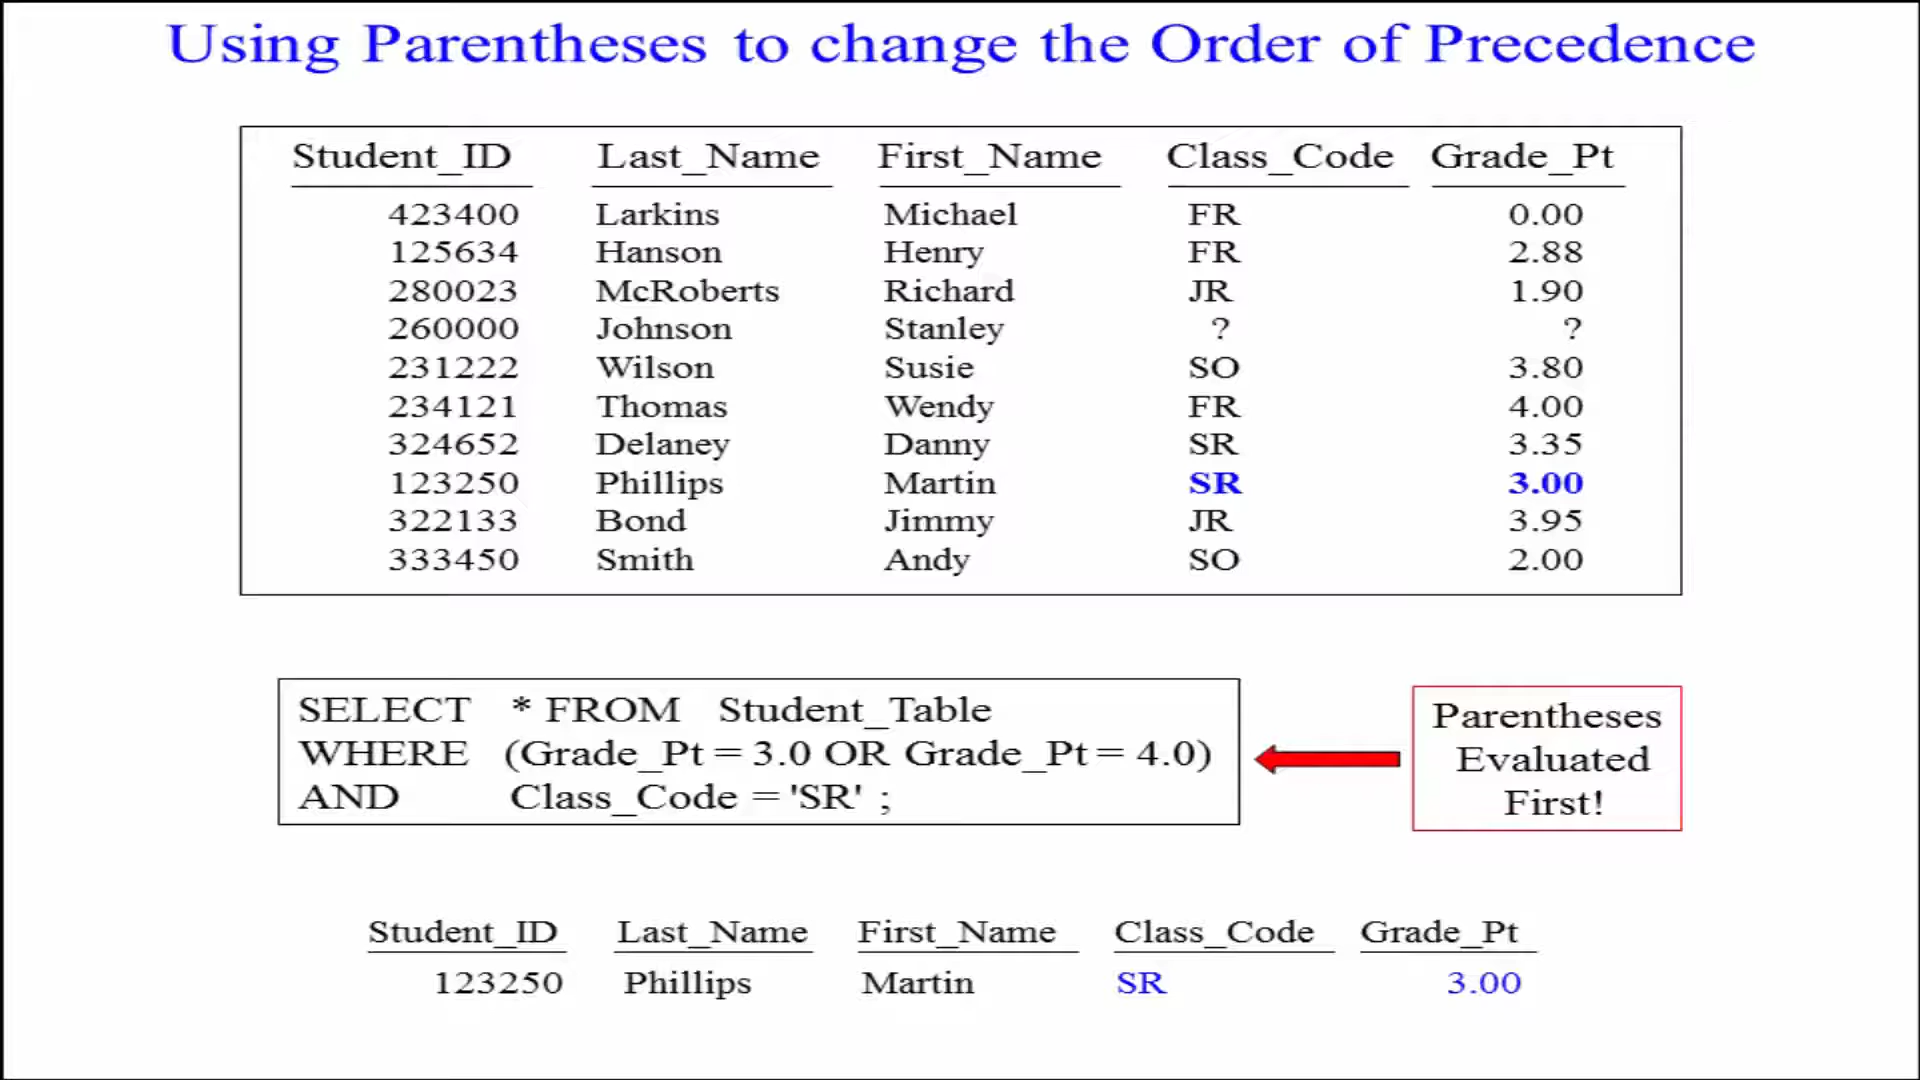 Using Parentheses to change the Order of Precedence
Student_ID Last_Name First_Name Class_Code Grade_Pt
423400 Larkins Michael FR 0.00
125634 Hanson Henry FR 2.88
280023 McRoberts Richard JR 1.90
260000 Johnson Stanley ? ?
231222 Wilson Susie SO 3.80
234121 Thomas Wendy FR 4.00
324652 Delaney Danny SR 3.35
123250 Phillips Martin SR 3.00
322133 Bond Jimmy JR 3.95
333450 Smith Andy SO 2.00
SELECT * FROM Student_Table
WHERE (Grade_Pt = 3.0 OR Grade_Pt = 4.0)
AND Class_Code = 'SR' ;
Parentheses
Evaluated
First!
Student_ID Last_Name First_Name Class_Code Grade_Pt
123250 Phillips Martin SR 3.00